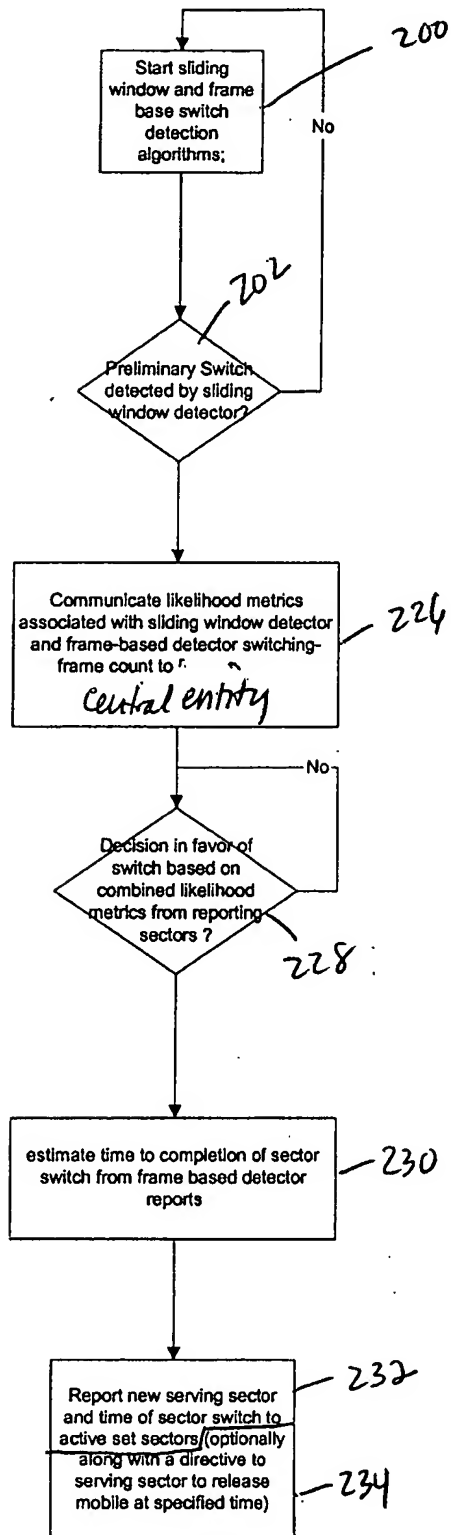 200
Start sliding
window and frame
base switch
detection
algorithms;
No
202
Preliminary Switch
detected by sliding
window detector?
Communicate likelihood metrics
associated with sliding window detector
and frame-based detector switching-
frame count to
central entity
226
No
Decision in favor of
switch based on
combined likelihood
metrics from reporting
sectors ?
228
estimate time to completion of sector
switch from frame based detector
reports
230
Report new serving sector
and time of sector switch to
active set sectors (optionally
along with a directive to
serving sector to release
mobile at specified time)
232
234